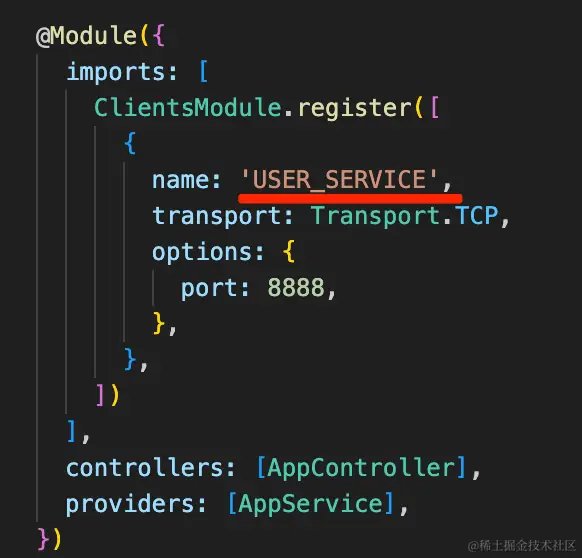 @Module({
imports: [
ClientsModule.register([
{
name: 'USER_SERVICE',
transport: Transport.TCP,
options: {
port: 8888,
},
},
])
],
controllers: [AppController],
providers: [AppService],
})
@稀土掘金技术社区